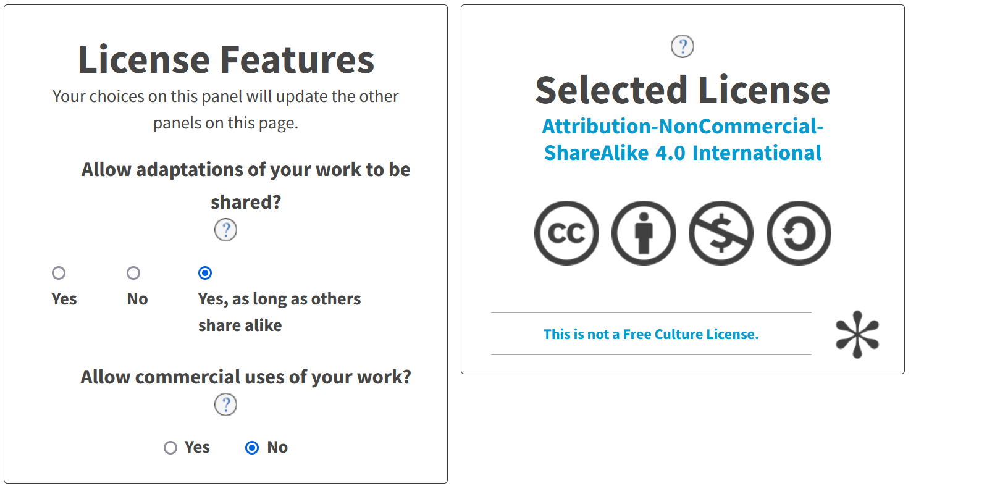 License Features
Your choices on this panel will update the other
panels on this page.
Allow adaptations of your work to be
shared?
?
Yes
No
Yes, as long as others
share alike
Allow commercial uses of your work?
?
Yes
No
?
Selected License
Attribution-NonCommercial-
ShareAlike 4.0 International
cc
$
This is not a Free Culture License.